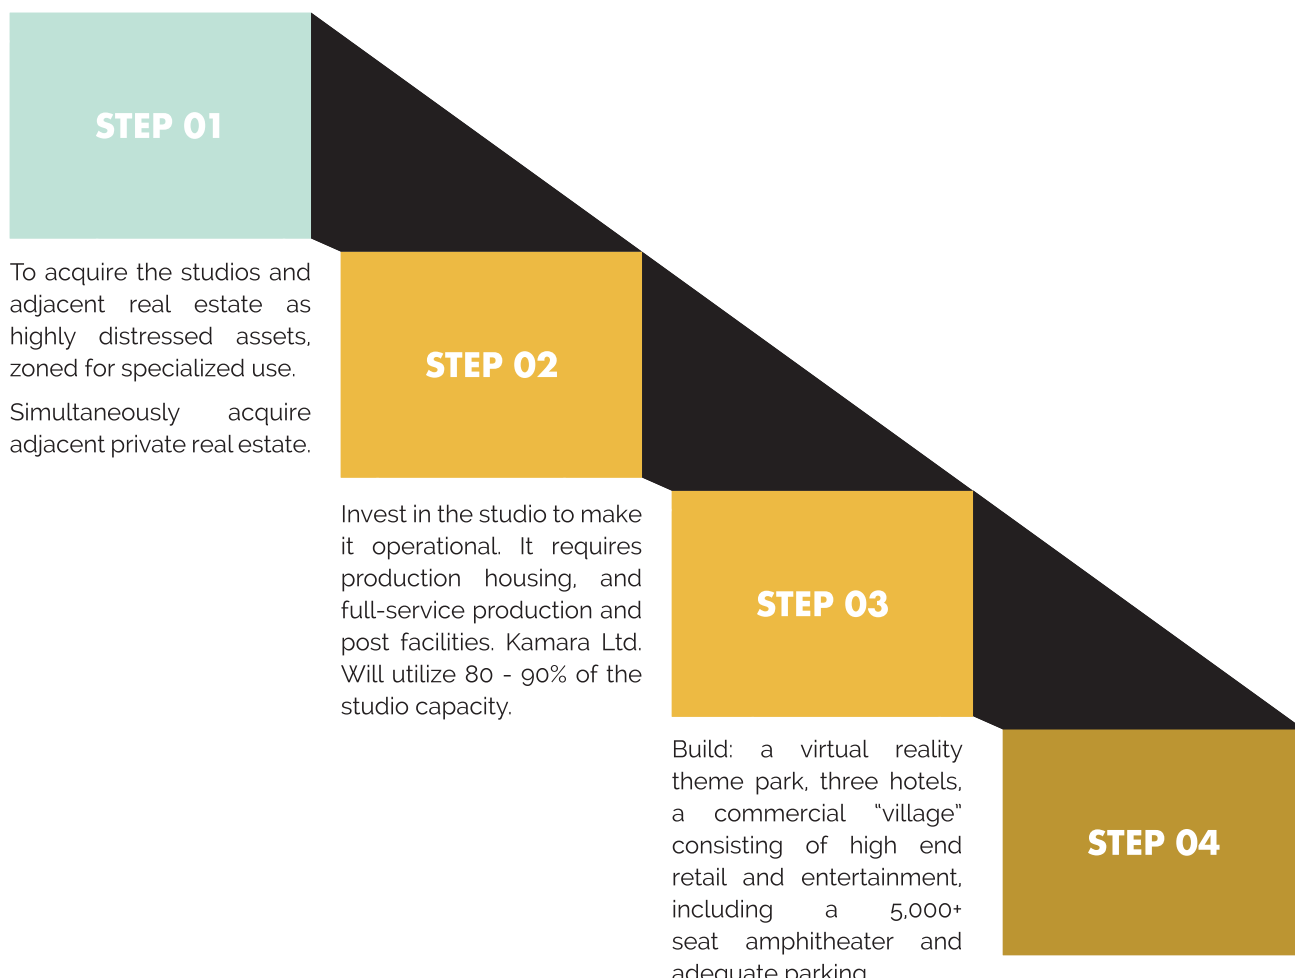 STEP 01
To acquire the studios and
adjacent real estate as
highly distressed assets,
zoned for specialized use.
Simultaneously acquire
adjacent private real estate.
STEP 02
Invest in the studio to make
it operational. It requires
production housing, and
full-service production and
post facilities. Kamara Ltd.
Will utilize 80 - 90% of the
studio capacity.
STEP 03
Build: a virtual reality
theme park, three hotels,
a commercial “village”
consisting of high end
retail and entertainment,
including a 5,000+
seat amphitheater and
adequate parking
STEP 04